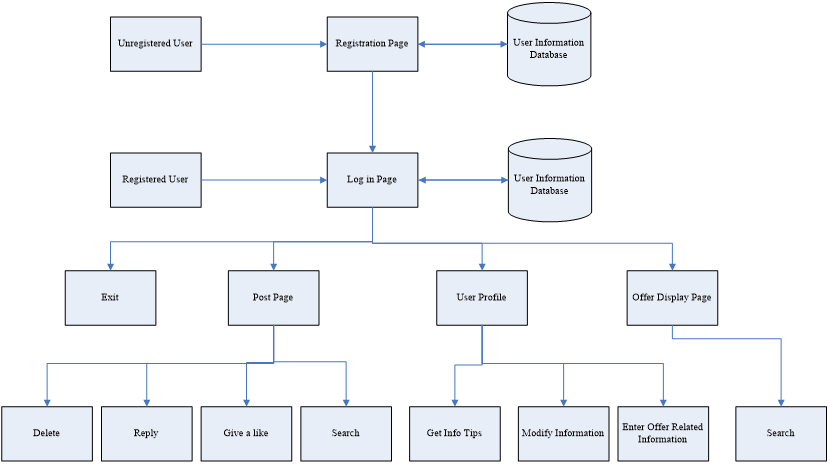 Unregistered User
Registration Page
User Information
Database
Registered User
Log in Page
User Information
Database
Exit
Post Page
User Profile
Offer Display Page
Delete
Reply
Give a like
Search
Get Info Tips
Modify Information
Enter Offer Related
Information
Search